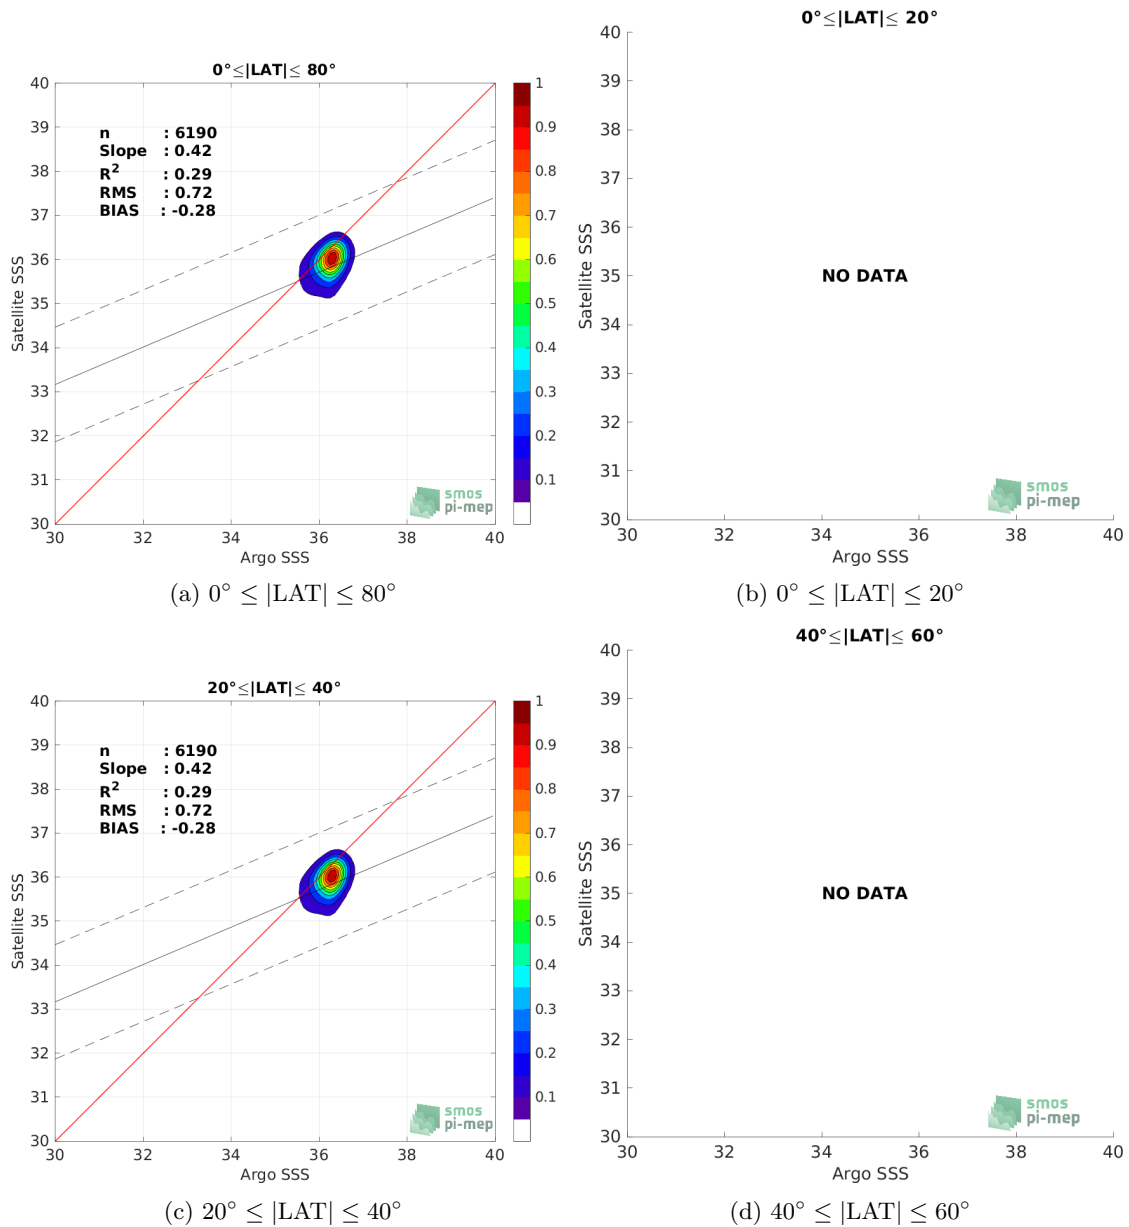 0°≤|LAT|≤ 80°
40
39
38
37
36
35
34
33
32
31
30
Satellite SSS
n : 6190
Slope : 0.42
R² : 0.29
RMS : 0.72
BIAS : -0.28
1
0.9
0.8
0.7
0.6
0.5
0.4
0.3
0.2
0.1
smos
pi-mep
30 32 34 36 38 40
Argo SSS
(a) 0° ≤ |LAT| ≤ 80°
0°≤|LAT|≤ 20°
40
39
38
37
36
35
34
33
32
31
30
Satellite SSS
NO DATA
smos
pi-mep
30 32 34 36 38 40
Argo SSS
(b) 0° ≤ |LAT| ≤ 20°
20°≤|LAT|≤ 40°
40
39
38
37
36
35
34
33
32
31
30
Satellite SSS
n : 6190
Slope : 0.42
R² : 0.29
RMS : 0.72
BIAS : -0.28
1
0.9
0.8
0.7
0.6
0.5
0.4
0.3
0.2
0.1
smos
pi-mep
30 32 34 36 38 40
Argo SSS
(c) 20° ≤ |LAT| ≤ 40°
40°≤|LAT|≤ 60°
40
39
38
37
36
35
34
33
32
31
30
Satellite SSS
NO DATA
smos
pi-mep
30 32 34 36 38 40
Argo SSS
(d) 40° ≤ |LAT| ≤ 60°